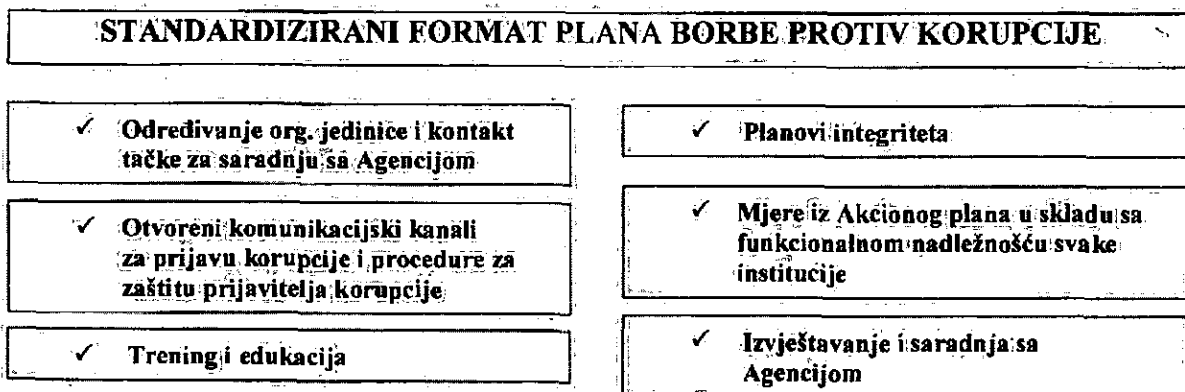 STANDARDIZIRANI FORMAT PLANA BORBE PROTIV KORUPCIJE
✓ Određivanje org. jedinice i kontakt
tačke za saradnju sa Agencijom
✓ Otvoreni komunikacijski kanali
za prijavu korupcije i procedure za
zaštitu prijavitelja korupcije
✓ Trening i edukacija
✓ Planovi integriteta
✓ Mjere iz Akcionog plana u skladu sa
funkcionalnom nadležnošću svake
institucije
✓ Izvještavanje i saradnja sa
Agencijom